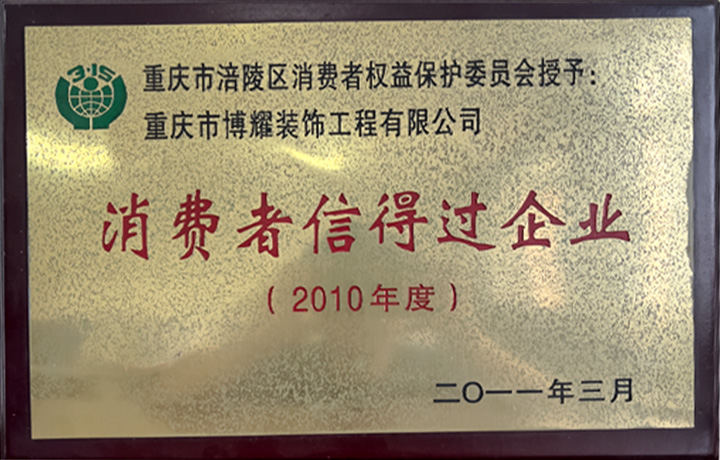 3·15
重庆市涪陵区消费者权益保护委员会授予：
重庆市博耀装饰工程有限公司
消费者信得过企业
（2010年度）
二〇一一年三月